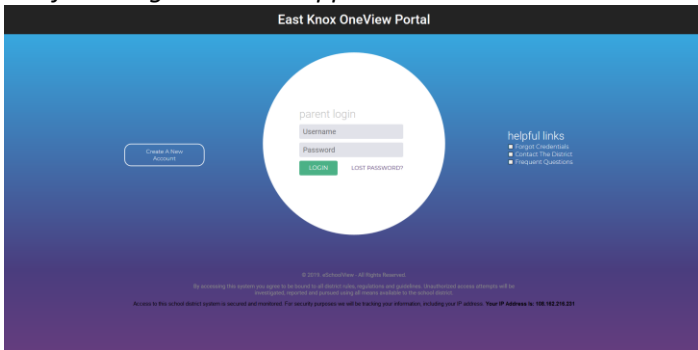 East Knox OneView Portal
parent login
Username
Password
LOGIN
LOST PASSWORD?
Create A New
Account
helpful links
Forgot Credentials
Contact The District
Frequent Questions
© 2019 eSchoolView - All Rights Reserved.
By accessing this system you agree to be bound to all district rules, regulations and guidelines. Unauthorized access attempts will be
investigated, reported and pursued using all means available to the school district.
Access to this school district system is secured and monitored. For security purposes we will be tracking your information, including your IP address. Your IP Address Is: